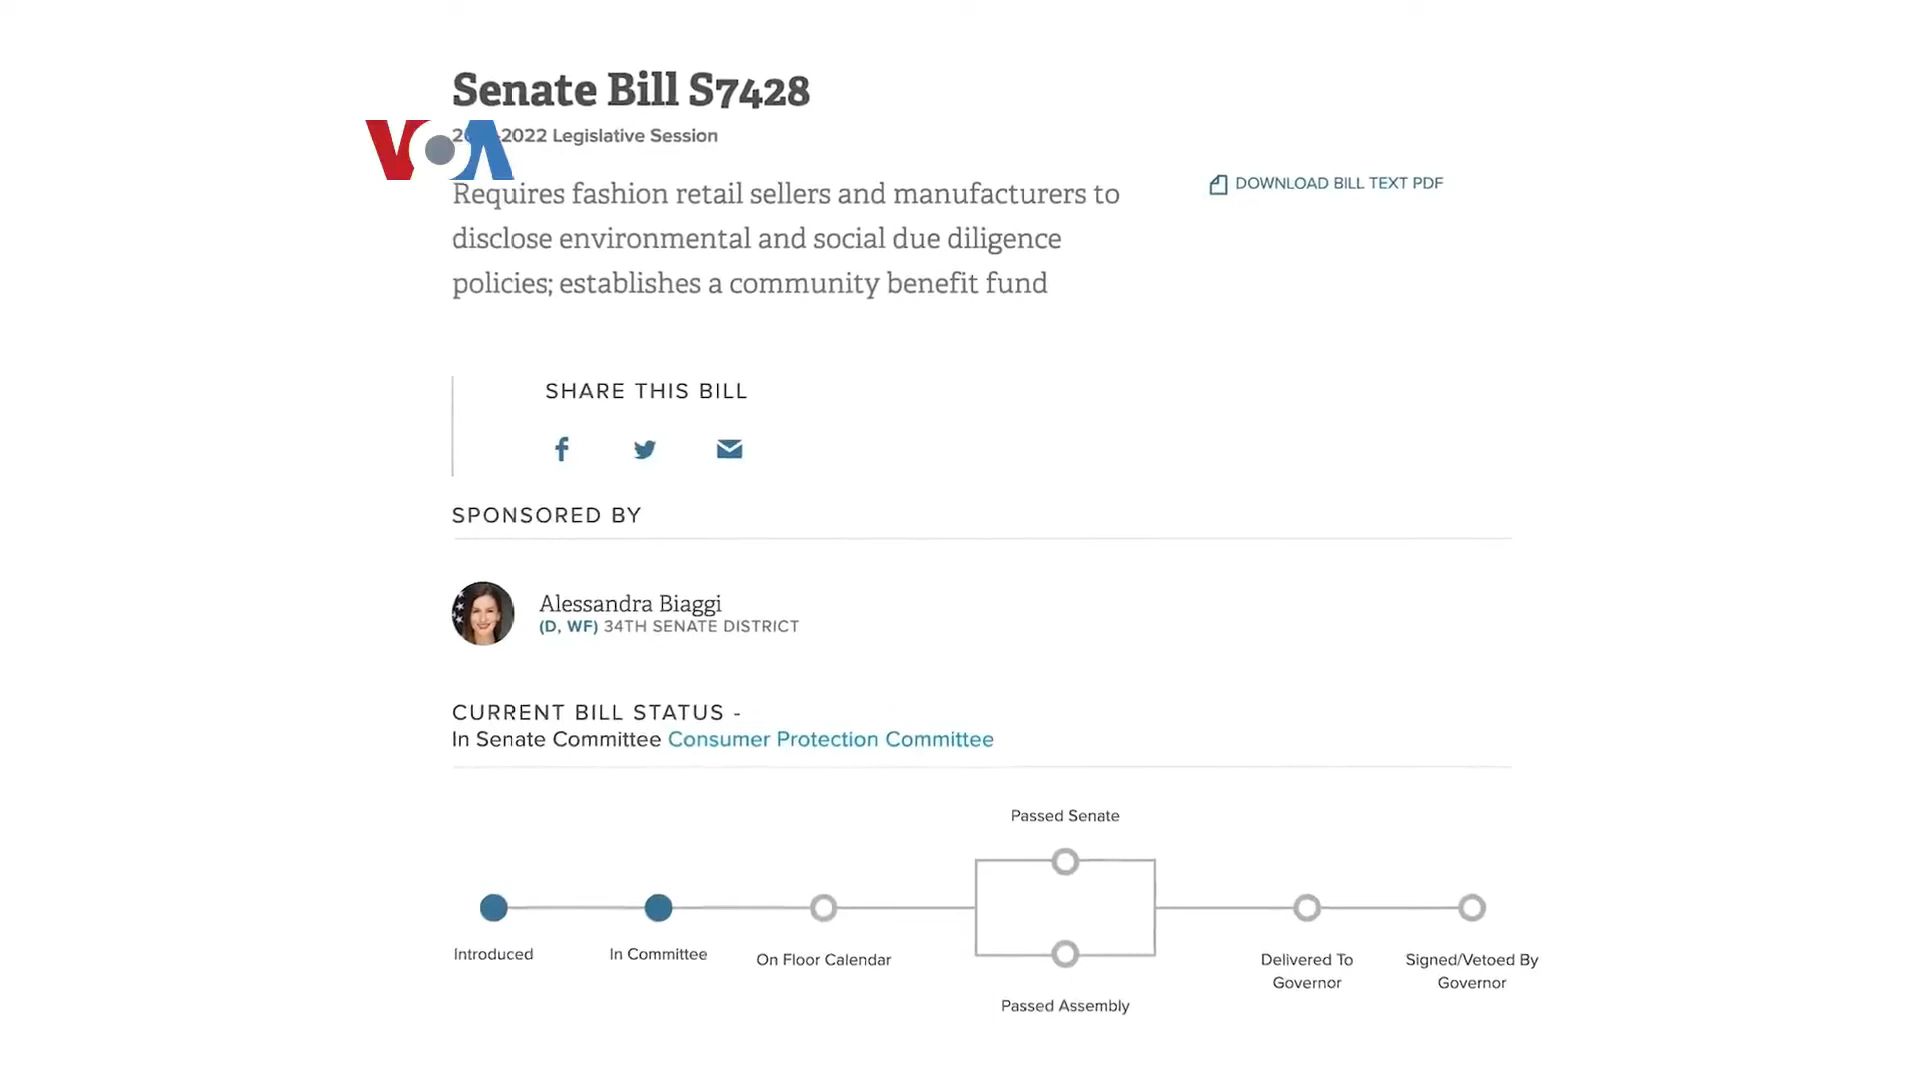 Senate Bill S7428
VOA
2022 Legislative Session
Requires fashion retail sellers and manufacturers to
disclose environmental and social due diligence
policies; establishes a community benefit fund
DOWNLOAD BILL TEXT PDF
SHARE THIS BILL
SPONSORED BY
Alessandra Biaggi
(D, WF) 34TH SENATE DISTRICT
CURRENT BILL STATUS -
In Senate Committee Consumer Protection Committee
Passed Senate
Introduced
In Committee
On Floor Calendar
Delivered To
Governor
Signed/Vetoed By
Governor
Passed Assembly